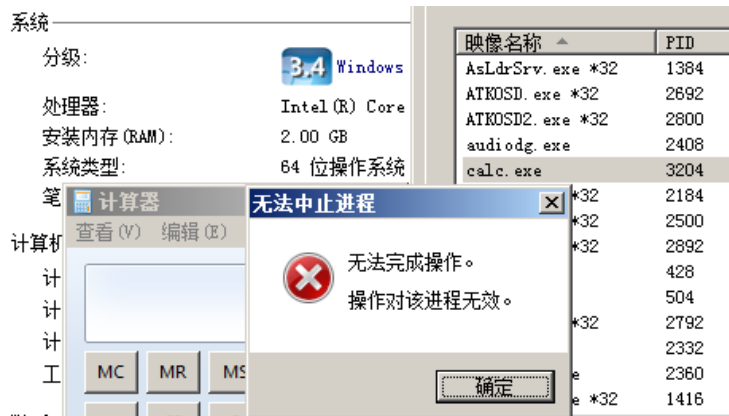 系统
分级:
3.4 Windows
处理器:
Intel(R) Core
安装内存(RAM):
2.00 GB
系统类型:
64 位操作系统
笔
计算机
计
计
计
工
映像名称
PID
AsLdrSrv.exe *32
1384
ATKOSD.exe *32
2692
ATKOSD2.exe *32
2800
audiodg.exe
2408
calc.exe
3204
*32
2184
*32
2500
*32
2892
428
504
*32
2792
2332
e
2360
e *32
1416
计算器
查看(V)
编辑(E)
MC
MR
MS
无法中止进程
无法完成操作。
操作对该进程无效。
确定